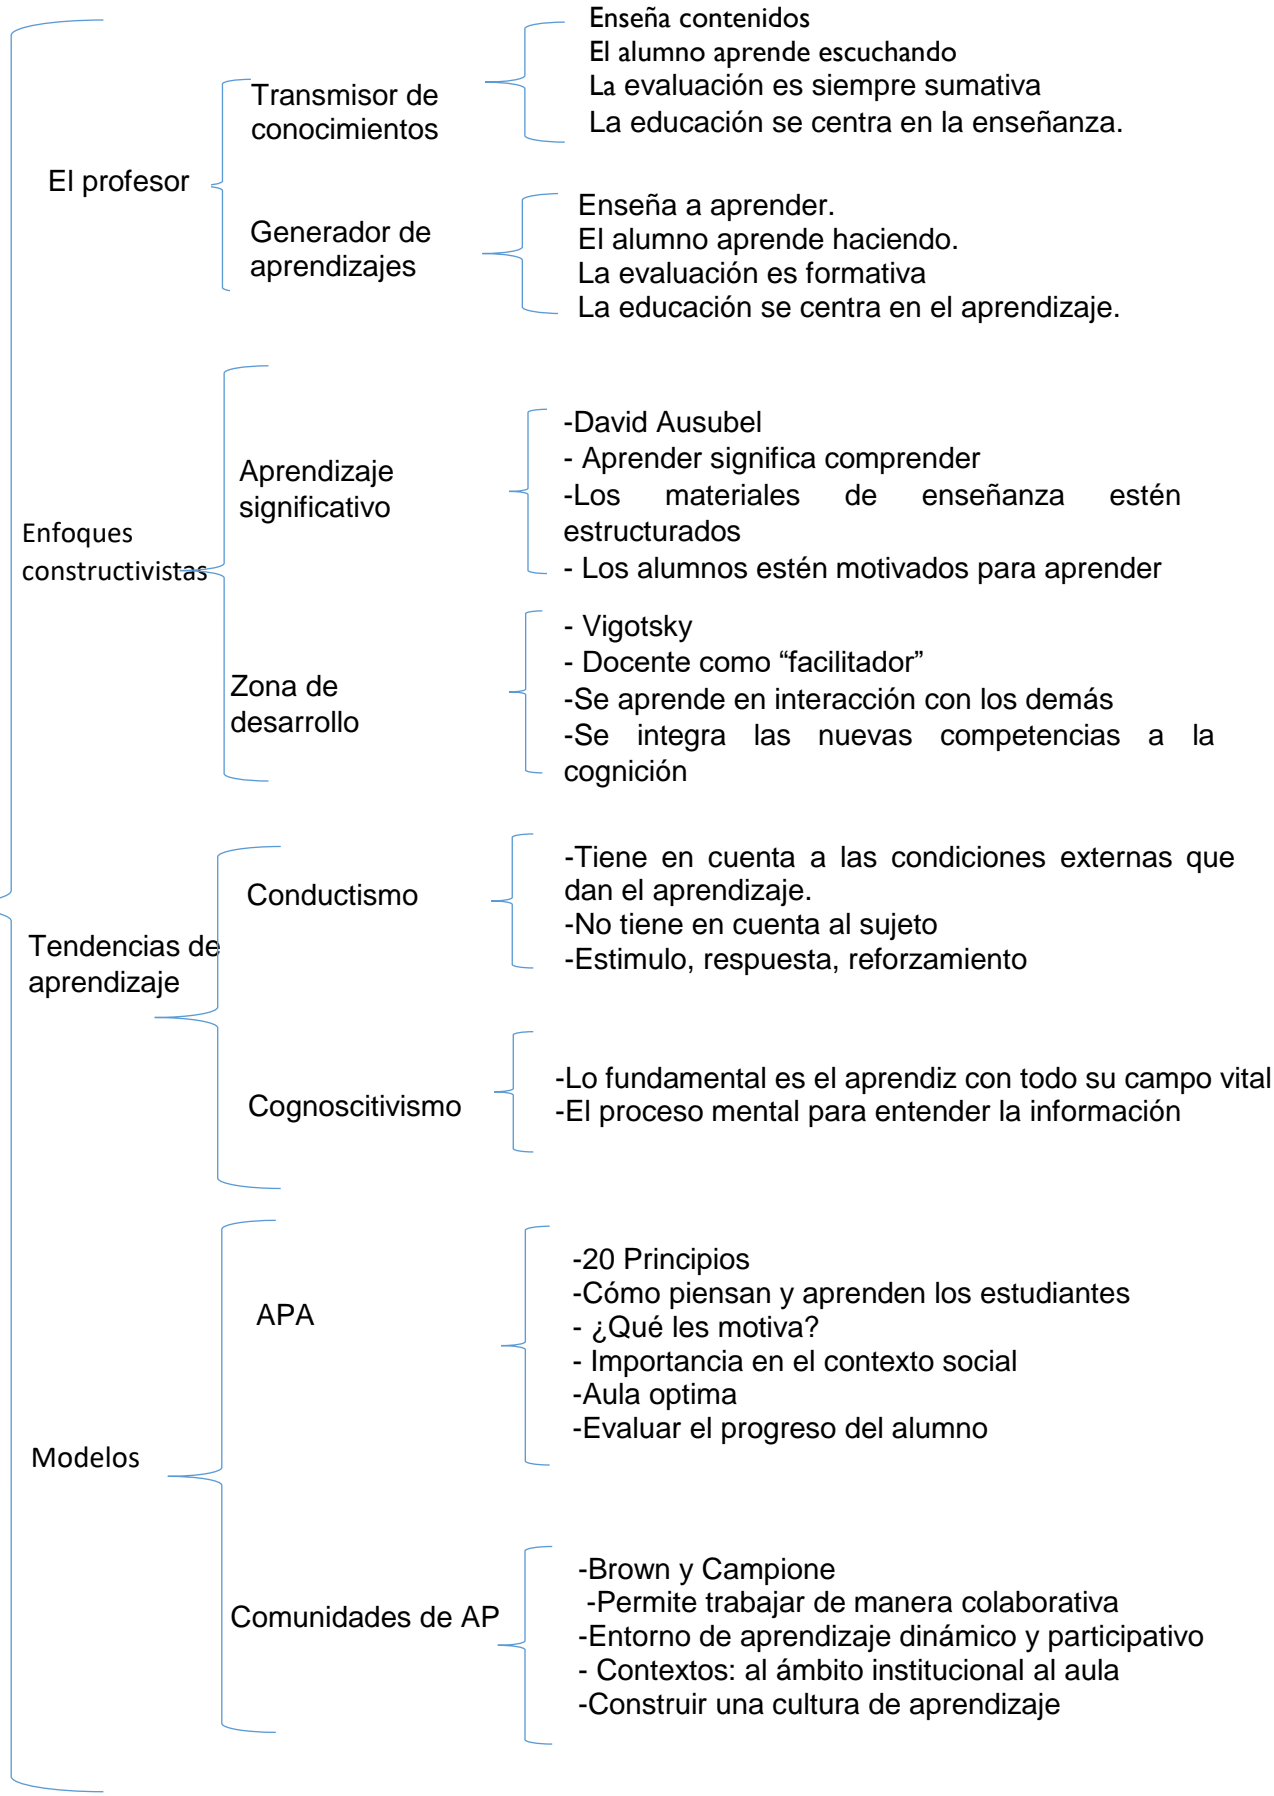 Enseña contenidos
El alumno aprende escuchando
La evaluación es siempre sumativa
La educación se centra en la enseñanza.
Transmisor de
conocimientos
El profesor
Generador de
aprendizajes
Enseña a aprender.
El alumno aprende haciendo.
La evaluación es formativa
La educación se centra en el aprendizaje.
Enfoques
constructivistas
Aprendizaje
significativo
-David Ausubel
- Aprender significa comprender
-Los materiales de enseñanza estén
estructurados
- Los alumnos estén motivados para aprender
Zona de
desarrollo
- Vigotsky
- Docente como “facilitador”
-Se aprende en interacción con los demás
-Se integra las nuevas competencias a la
cognición
Tendencias de
aprendizaje
Conductismo
-Tiene en cuenta a las condiciones externas que
dan el aprendizaje.
-No tiene en cuenta al sujeto
-Estimulo, respuesta, reforzamiento
Cognoscitivismo
-Lo fundamental es el aprendiz con todo su campo vital
-El proceso mental para entender la información
Modelos
APA
-20 Principios
-Cómo piensan y aprenden los estudiantes
- ¿Qué les motiva?
- Importancia en el contexto social
-Aula optima
-Evaluar el progreso del alumno
Comunidades de AP
-Brown y Campione
-Permite trabajar de manera colaborativa
-Entorno de aprendizaje dinámico y participativo
- Contextos: al ámbito institucional al aula
-Construir una cultura de aprendizaje